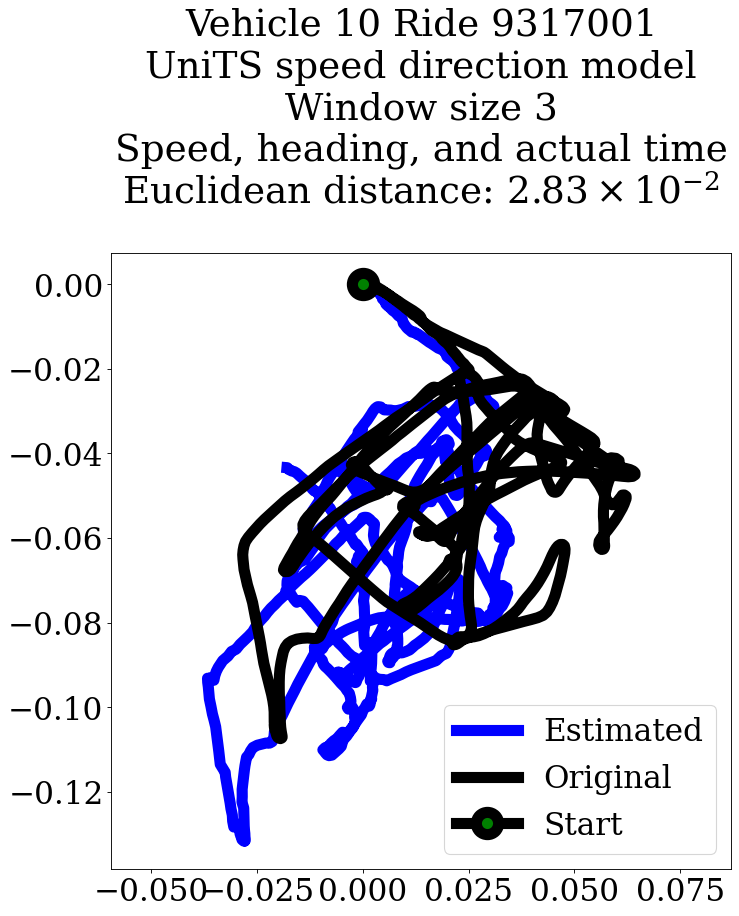 Vehicle 10 Ride 9317001
UniTS speed direction model
Window size 3
Speed, heading, and actual time
Euclidean distance: 2.83 × 10⁻²
0.00
−0.02
−0.04
−0.06
−0.08
−0.10
−0.12
Estimated
Original
Start
−0.050 −0.025 0.000 0.025 0.050 0.075